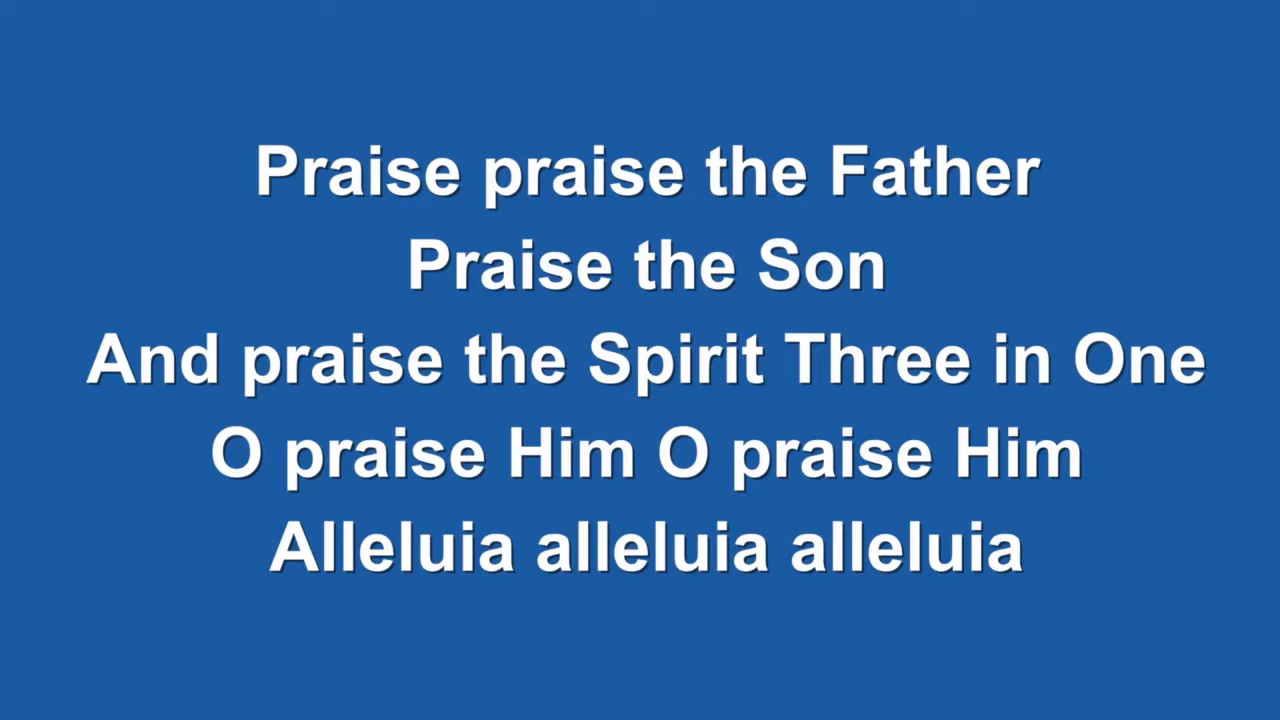 Praise praise the Father
Praise the Son
And praise the Spirit Three in One
O praise Him O praise Him
Alleluia alleluia alleluia